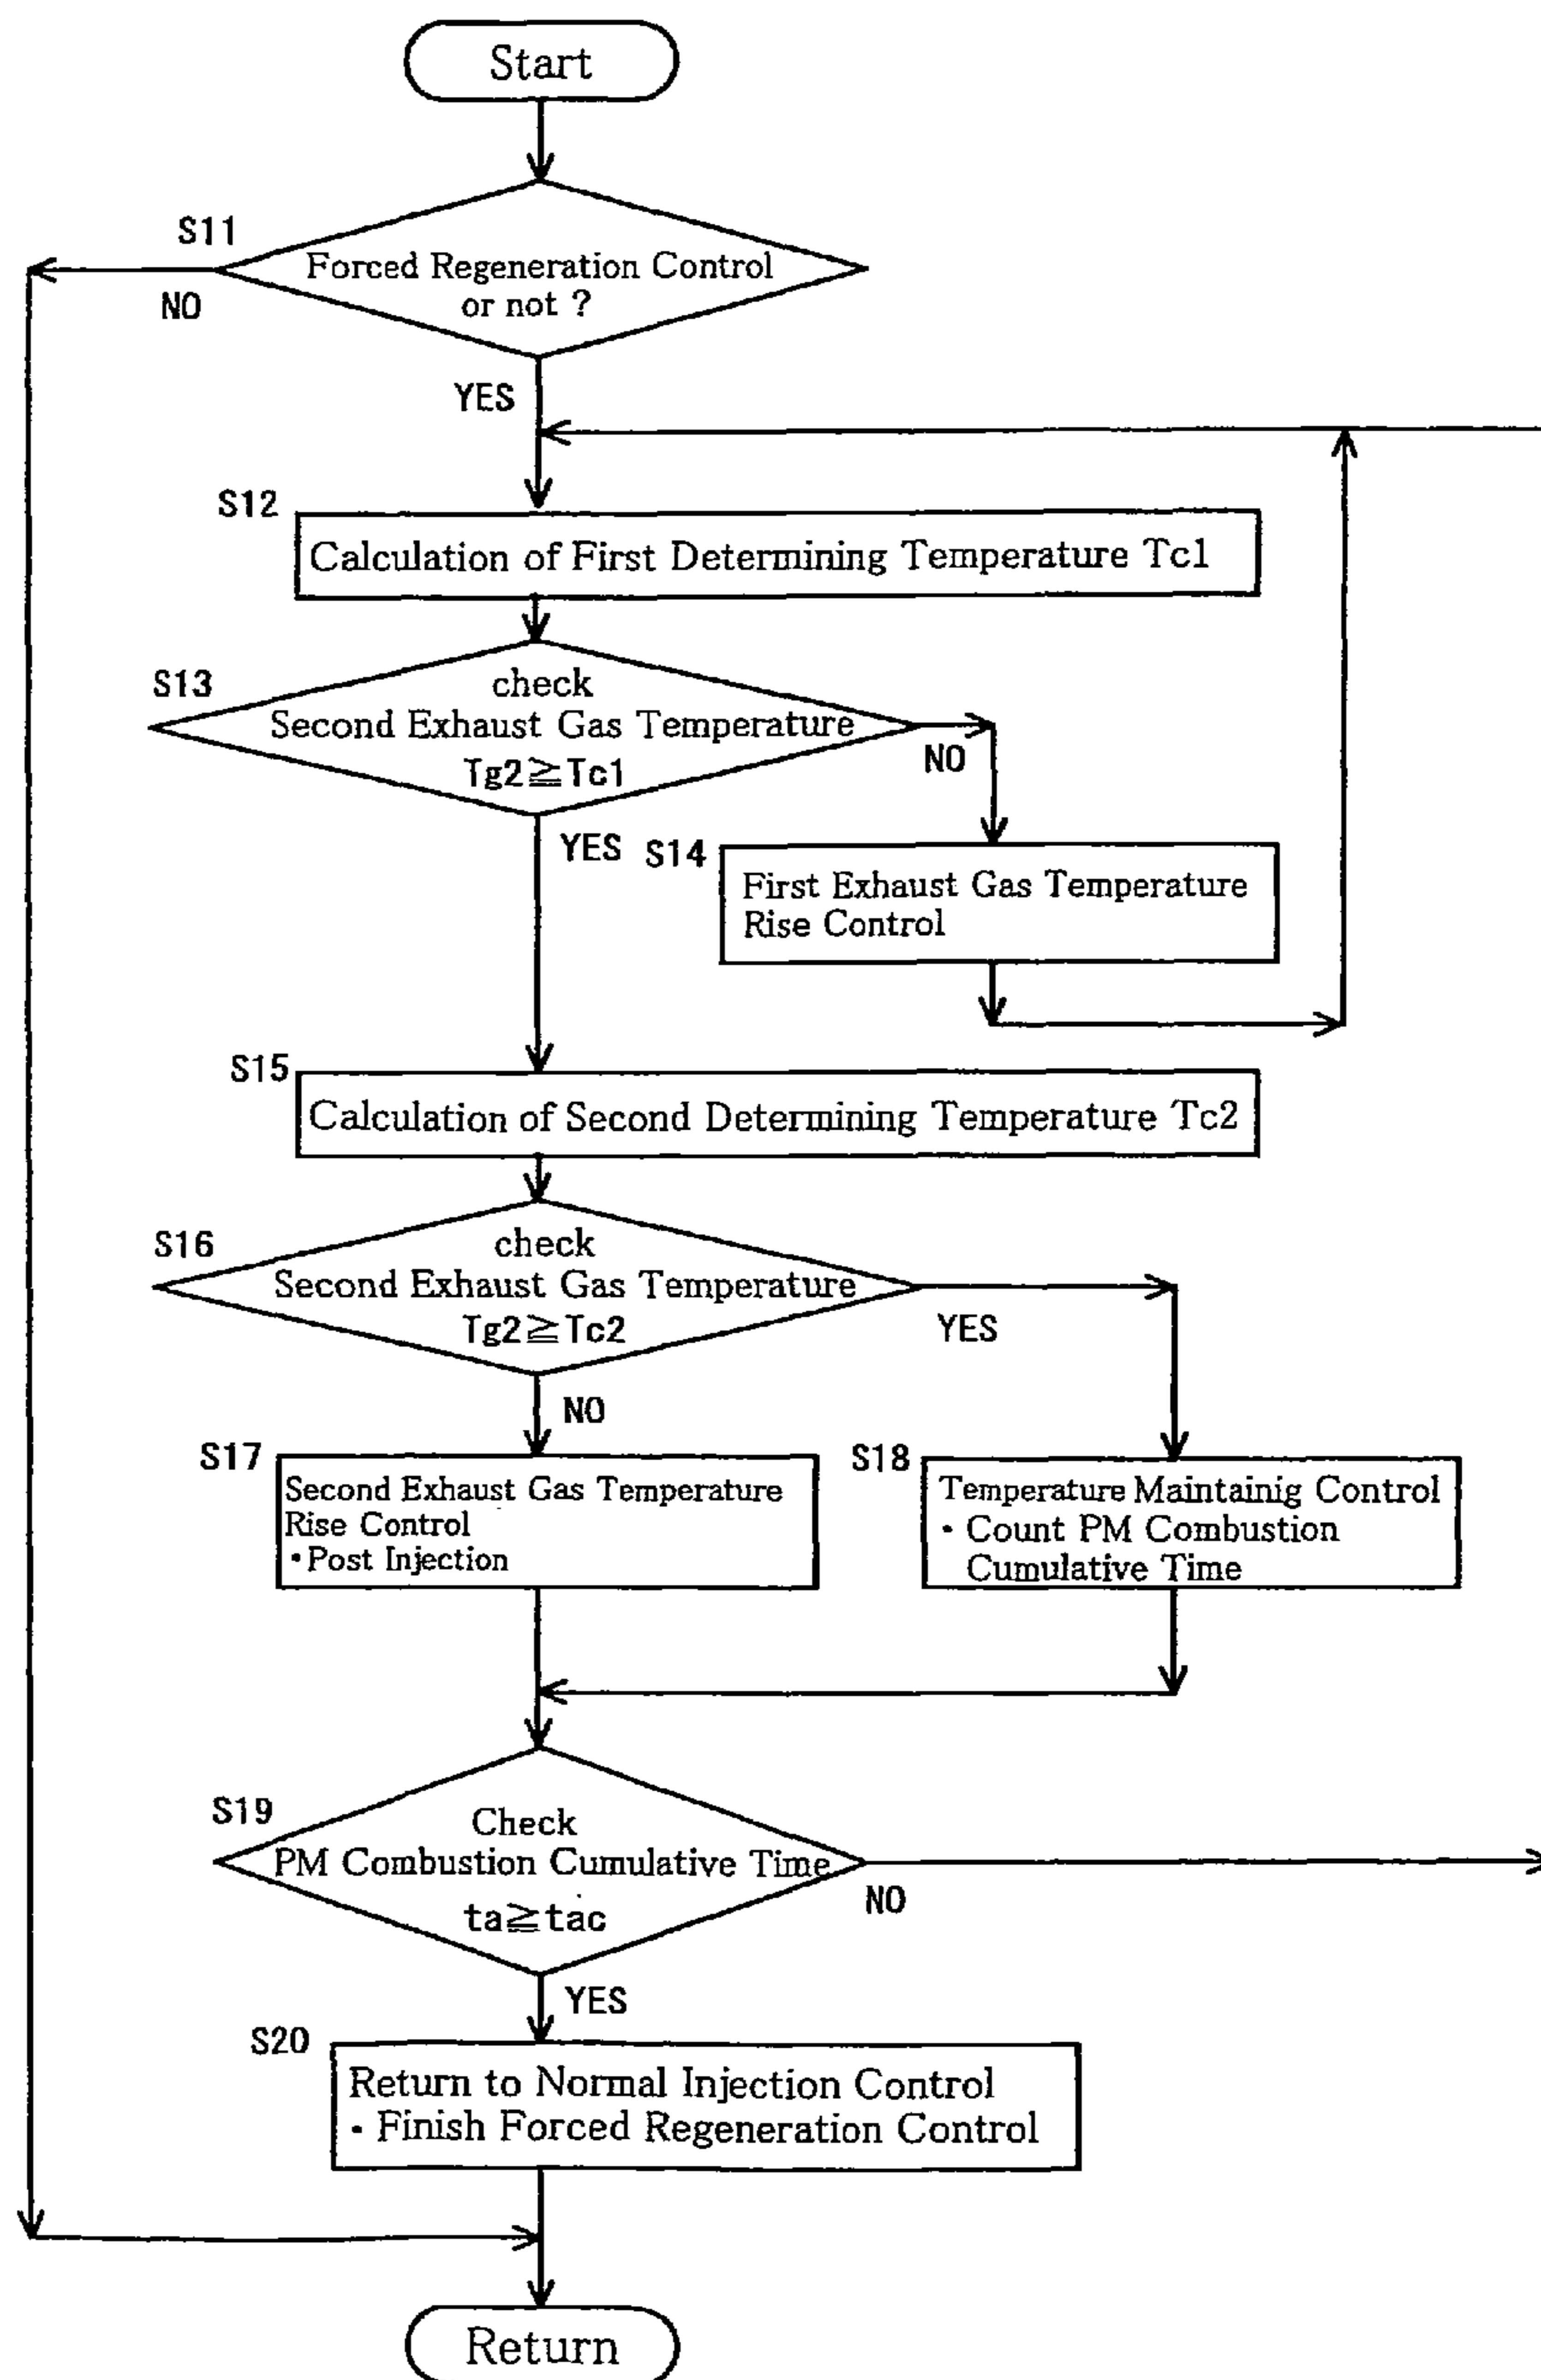 Start
S11
Forced Regeneration Control
or not ?
NO
YES
S12
Calculation of First Determining Temperature Tc1
S13
check
Second Exhaust Gas Temperature
Tg2≧Tc1
NO
YES
S14
First Exhaust Gas Temperature
Rise Control
S15
Calculation of Second Determining Temperature Tc2
S16
check
Second Exhaust Gas Temperature
Tg2≧Tc2
YES
NO
S17
Second Exhaust Gas Temperature
Rise Control
・Post Injection
S18
Temperature Maintainig Control
・ Count PM Combustion
Cumulative Time
S19
Check
PM Combustion Cumulative Time
ta≧tac
NO
YES
S20
Return to Normal Injection Control
・ Finish Forced Regeneration Control
Return